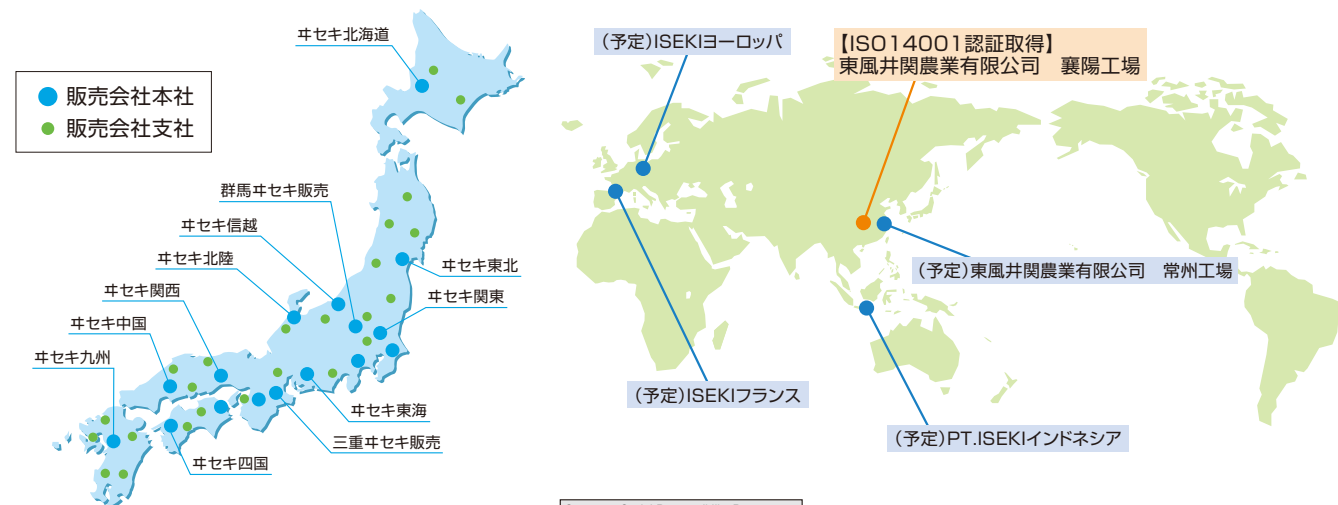 ヰセキ北海道
販売会社本社
販売会社支社
群馬ヰセキ販売
ヰセキ信越
ヰセキ北陸
ヰセキ関西
ヰセキ中国
ヰセキ九州
ヰセキ東北
ヰセキ関東
ヰセキ東海
三重ヰセキ販売
ヰセキ四国
(予定)ISEKIヨーロッパ
【ISO14001認証取得】
東風井関農業有限公司　襄陽工場
(予定)東風井関農業有限公司　常州工場
(予定)ISEKIフランス
(予定)PT.ISEKIインドネシア